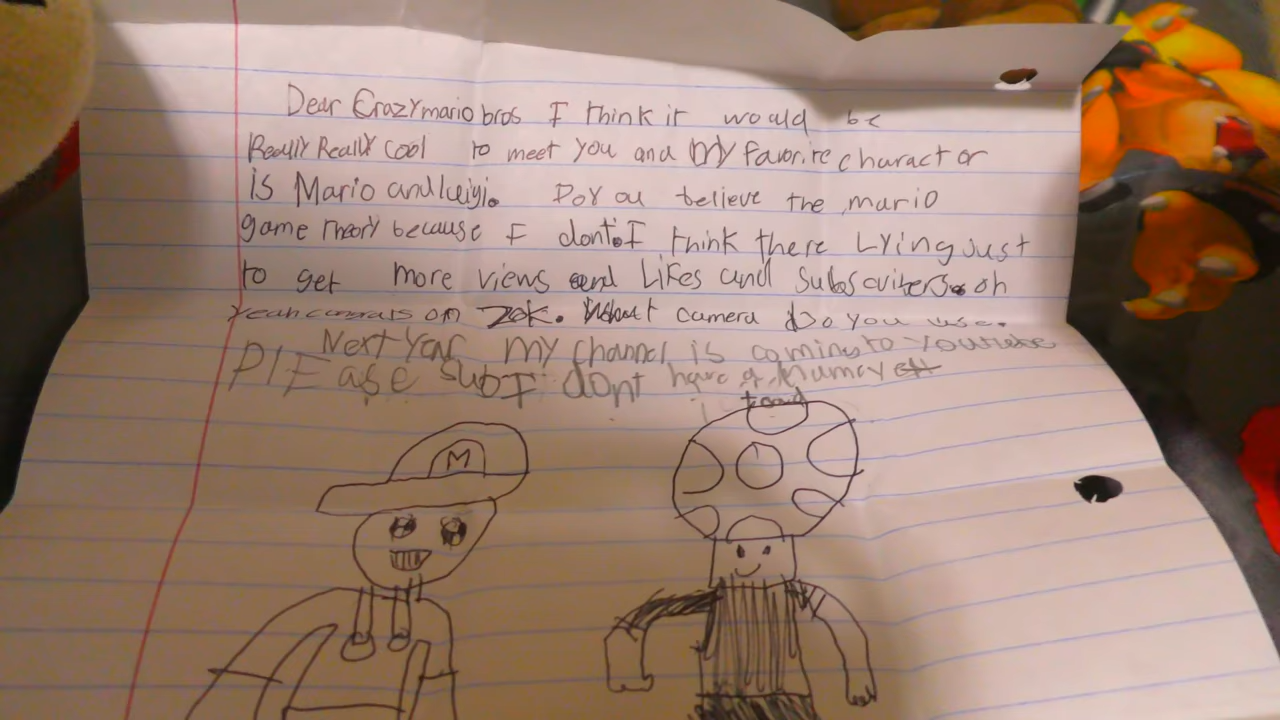 Dear Crazymario bros I think it would be
Really Really cool to meet you and My favorite charactor
is Mario and luigi. Do You believe the mario
game theory because I dont. I think there Lying Just
to get more views and Likes and Subscribers. oh
yeah congrats on 20k. What camera Do you use.
Next Year my channel is coming to Youtube
PlEase sub I dont have a
toad
M